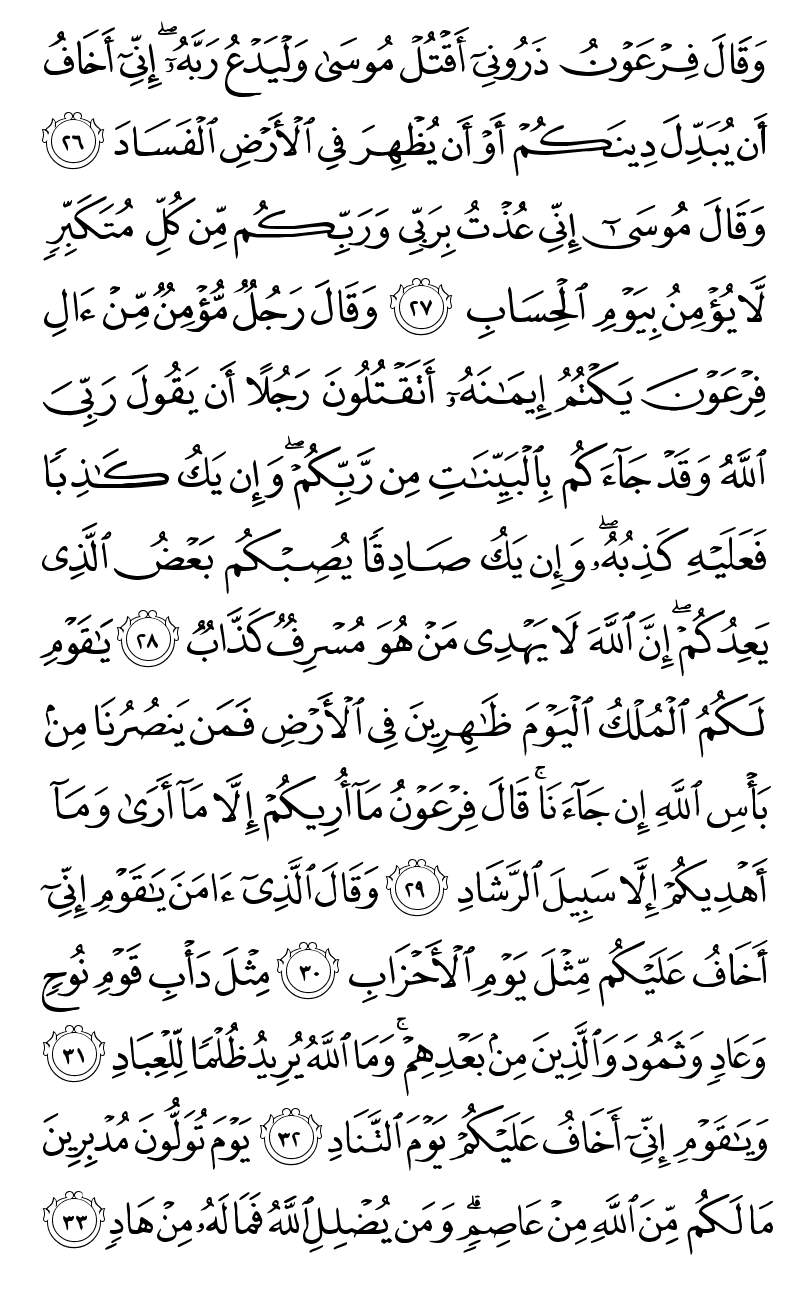 وَقَالَ فِرْعَوْنُ ذَرُونِىٓ أَقْتُلْ مُوسَىٰ وَلْيَدْعُ رَبَّهُۥٓ ۖ إِنِّىٓ أَخَافُ
أَن يُبَدِّلَ دِينَكُمْ أَوْ أَن يُظْهِرَ فِى ٱلْأَرْضِ ٱلْفَسَادَ ٢٦
وَقَالَ مُوسَىٰٓ إِنِّى عُذْتُ بِرَبِّى وَرَبِّكُم مِّن كُلِّ مُتَكَبِّرٍ
لَّا يُؤْمِنُ بِيَوْمِ ٱلْحِسَابِ ٢٧ وَقَالَ رَجُلٌ مُّؤْمِنٌ مِّنْ ءَالِ
فِرْعَوْنَ يَكْتُمُ إِيمَـٰنَهُۥٓ أَتَقْتُلُونَ رَجُلًا أَن يَقُولَ رَبِّىَ
ٱللَّهُ وَقَدْ جَآءَكُم بِٱلْبَيِّنَـٰتِ مِن رَّبِّكُمْ ۖ وَإِن يَكُ كَـٰذِبًا
فَعَلَيْهِ كَذِبُهُۥ ۖ وَإِن يَكُ صَادِقًا يُصِبْكُم بَعْضُ ٱلَّذِى
يَعِدُكُمْ ۖ إِنَّ ٱللَّهَ لَا يَهْدِى مَنْ هُوَ مُسْرِفٌ كَذَّابٌ ٢٨ يَـٰقَوْمِ
لَكُمُ ٱلْمُلْكُ ٱلْيَوْمَ ظَـٰهِرِينَ فِى ٱلْأَرْضِ فَمَن يَنصُرُنَا مِنۢ
بَأْسِ ٱللَّهِ إِن جَآءَنَا ۚ قَالَ فِرْعَوْنُ مَآ أُرِيكُمْ إِلَّا مَآ أَرَىٰ وَمَآ
أَهْدِيكُمْ إِلَّا سَبِيلَ ٱلرَّشَادِ ٢٩ وَقَالَ ٱلَّذِىٓ ءَامَنَ يَـٰقَوْمِ إِنِّىٓ
أَخَافُ عَلَيْكُم مِّثْلَ يَوْمِ ٱلْأَحْزَابِ ٣٠ مِثْلَ دَأْبِ قَوْمِ نُوحٍ
وَعَادٍ وَثَمُودَ وَٱلَّذِينَ مِنۢ بَعْدِهِمْ ۚ وَمَا ٱللَّهُ يُرِيدُ ظُلْمًا لِّلْعِبَادِ ٣١
وَيَـٰقَوْمِ إِنِّىٓ أَخَافُ عَلَيْكُمْ يَوْمَ ٱلتَّنَادِ ٣٢ يَوْمَ تُوَلُّونَ مُدْبِرِينَ
مَا لَكُم مِّنَ ٱللَّهِ مِنْ عَاصِمٍ ۗ وَمَن يُضْلِلِ ٱللَّهُ فَمَا لَهُۥ مِنْ هَادٍ ٣٣